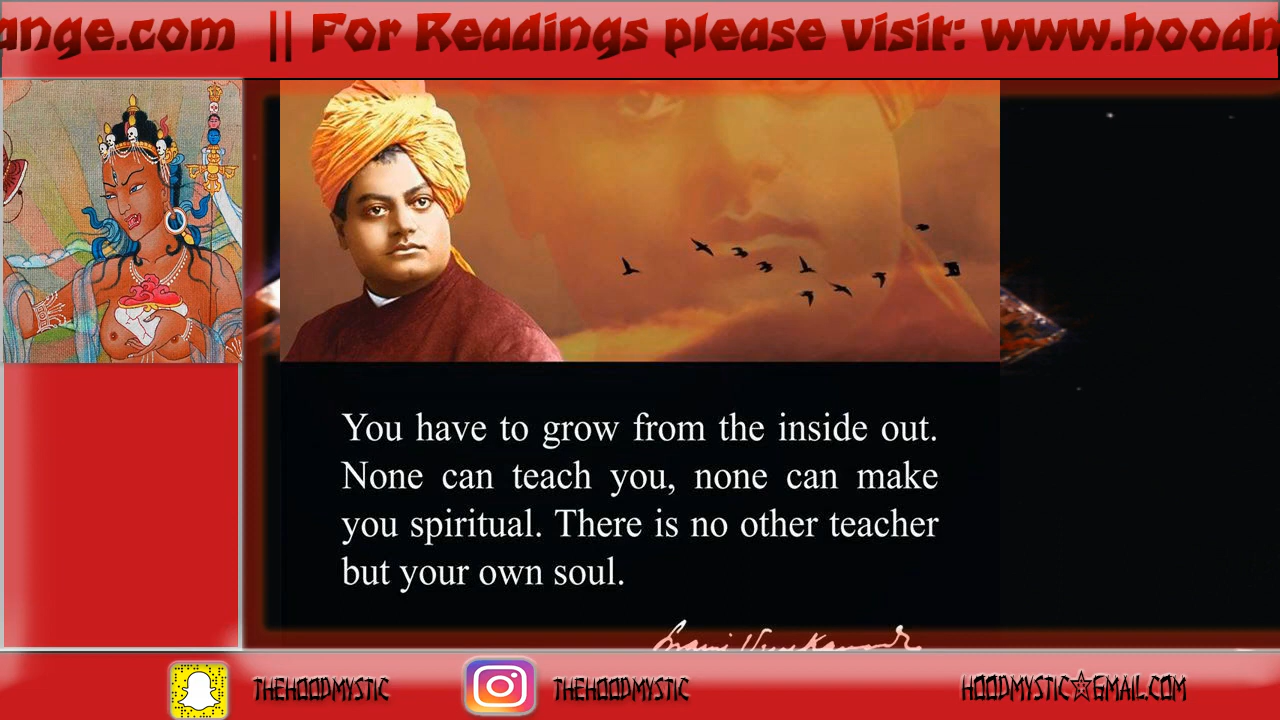 ange.com || For Readings please visit: www.hoodm
You have to grow from the inside out.
None can teach you, none can make
you spiritual. There is no other teacher
but your own soul.
Swami Vivekananda
THEHOODMYSTIC
THEHOODMYSTIC
HOODMYSTIC☆GMAIL.COM